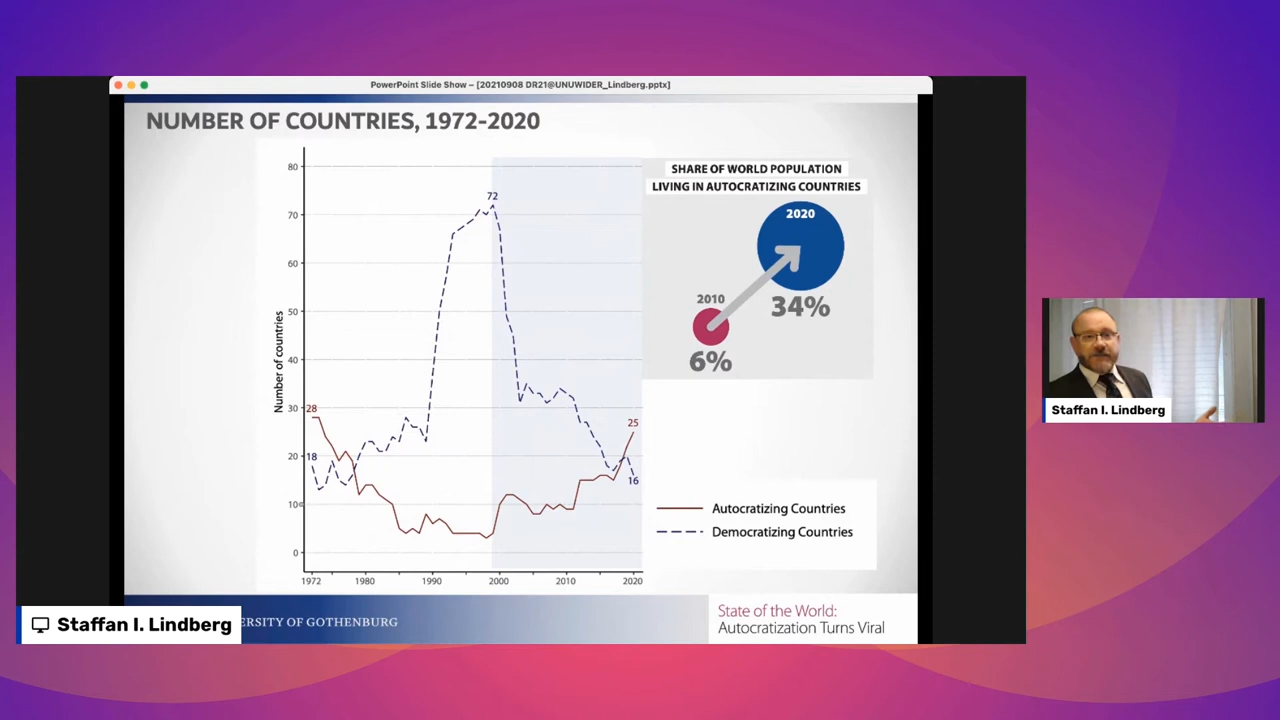 PowerPoint Slide Show – [20210908 DR21@UNUWIDER_Lindberg.pptx]
NUMBER OF COUNTRIES, 1972-2020
Number of countries
80
70
60
50
40
30
20
10
0
28
18
72
25
16
1972
1980
1990
2000
2010
2020
SHARE OF WORLD POPULATION
LIVING IN AUTOCRATIZING COUNTRIES
2020
34%
2010
6%
Autocratizing Countries
Democratizing Countries
ERSITY OF GOTHENBURG
State of the World:
Autocratization Turns Viral
Staffan I. Lindberg
Staffan I. Lindberg